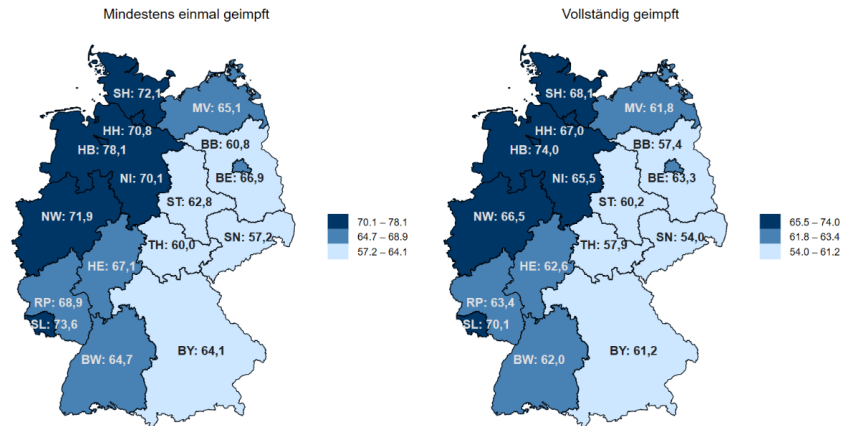 Mindestens einmal geimpft
SH: 72,1
MV: 65,1
HH: 70,8
HB: 78,1
BB: 60,8
NI: 70,1
BE: 66,9
ST: 62,8
NW: 71,9
SN: 57,2
TH: 60,0
HE: 67,1
RP: 68,9
SL: 73,6
BY: 64,1
BW: 64,7
70.1 – 78.1
64.7 – 68.9
57.2 – 64.1
Vollständig geimpft
SH: 68,1
MV: 61,8
HH: 67,0
HB: 74,0
BB: 57,4
NI: 65,5
BE: 63,3
ST: 60,2
NW: 66,5
SN: 54,0
TH: 57,9
HE: 62,6
RP: 63,4
SL: 70,1
BY: 61,2
BW: 62,0
65.5 – 74.0
61.8 – 63.4
54.0 – 61.2